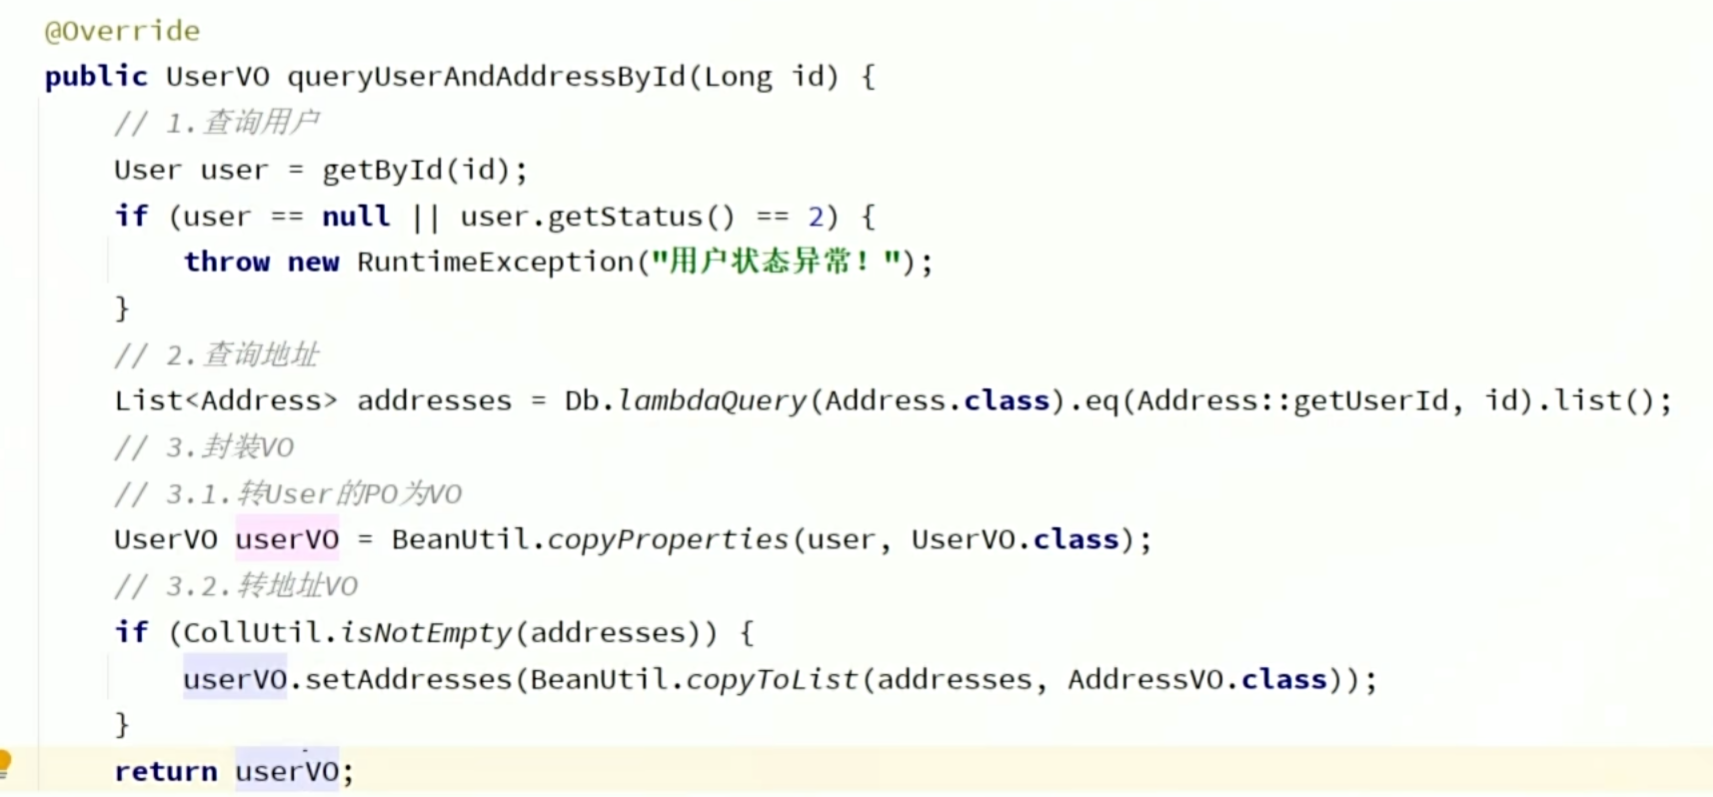 @Override
public UserVO queryUserAndAddressById(Long id) {
// 1.查询用户
User user = getById(id);
if (user == null || user.getStatus() == 2) {
throw new RuntimeException("用户状态异常！");
}
// 2.查询地址
List<Address> addresses = Db.lambdaQuery(Address.class).eq(Address::getUserId, id).list();
// 3.封装VO
// 3.1.转User的PO为VO
UserVO userVO = BeanUtil.copyProperties(user, UserVO.class);
// 3.2.转地址VO
if (CollUtil.isNotEmpty(addresses)) {
userVO.setAddresses(BeanUtil.copyToList(addresses, AddressVO.class));
}
return userVO;